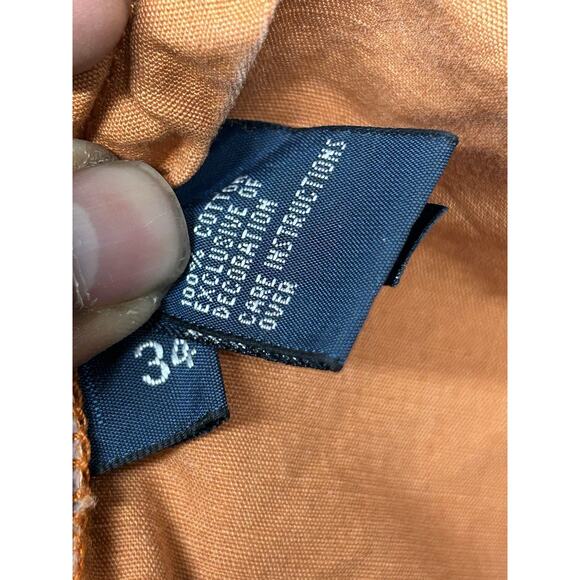 100% COTTON
EXCLUSIVE OF
DECORATION
CARE INSTRUCTIONS
OVER
34